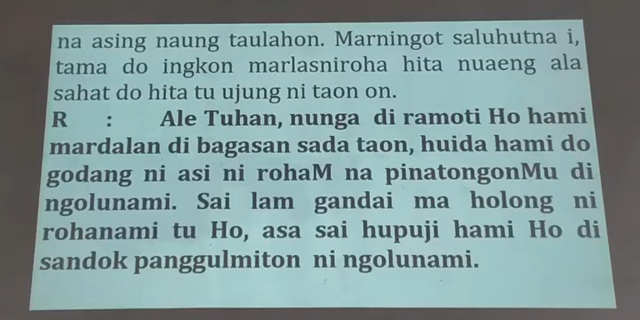 na asing naung taulahon. Marningot saluhutna i,
tama do ingkon marlasniroha hita nuaeng ala
sahat do hita tu ujung ni taon on.
R : Ale Tuhan, nunga di ramoti Ho hami
mardalan di bagasan sada taon, huida hami do
godang ni asi ni rohaM na pinatongonMu di
ngolunami. Sai lam gandai ma holong ni
rohanami tu Ho, asa sai hupuji hami Ho di
sandok panggulmiton ni ngolunami.